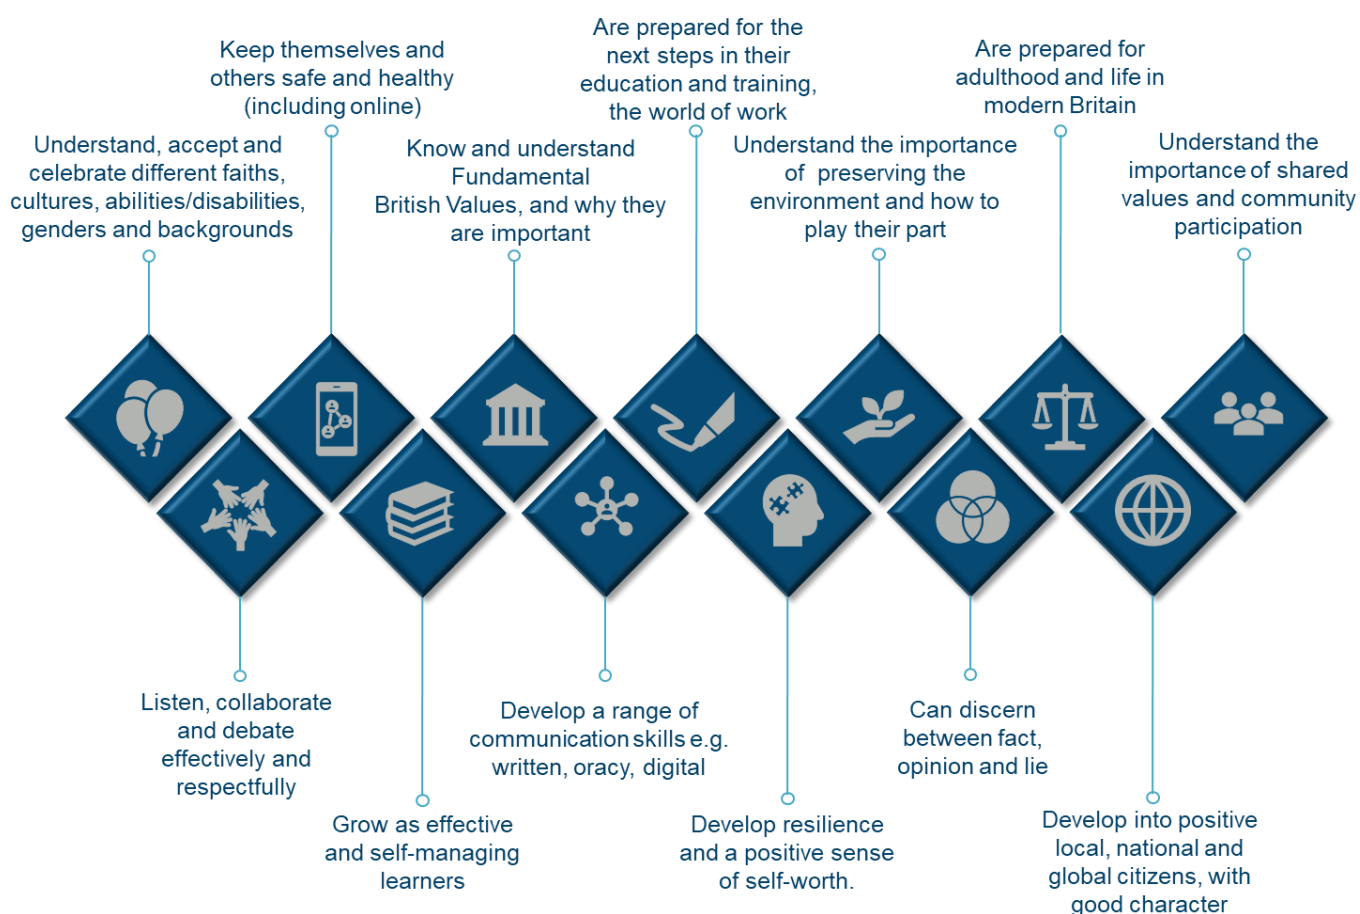 Understand, accept and
celebrate different faiths,
cultures, abilities/disabilities,
genders and backgrounds
Keep themselves and
others safe and healthy
(including online)
Know and understand
Fundamental
British Values, and why they
are important
Are prepared for the
next steps in their
education and training,
the world of work
Understand the importance
of preserving the
environment and how to
play their part
Are prepared for
adulthood and life in
modern Britain
Understand the
importance of shared
values and community
participation
Listen, collaborate
and debate
effectively and
respectfully
Grow as effective
and self-managing
learners
Develop a range of
communication skills e.g.
written, oracy, digital
Develop resilience
and a positive sense
of self-worth.
Can discern
between fact,
opinion and lie
Develop into positive
local, national and
global citizens, with
good character